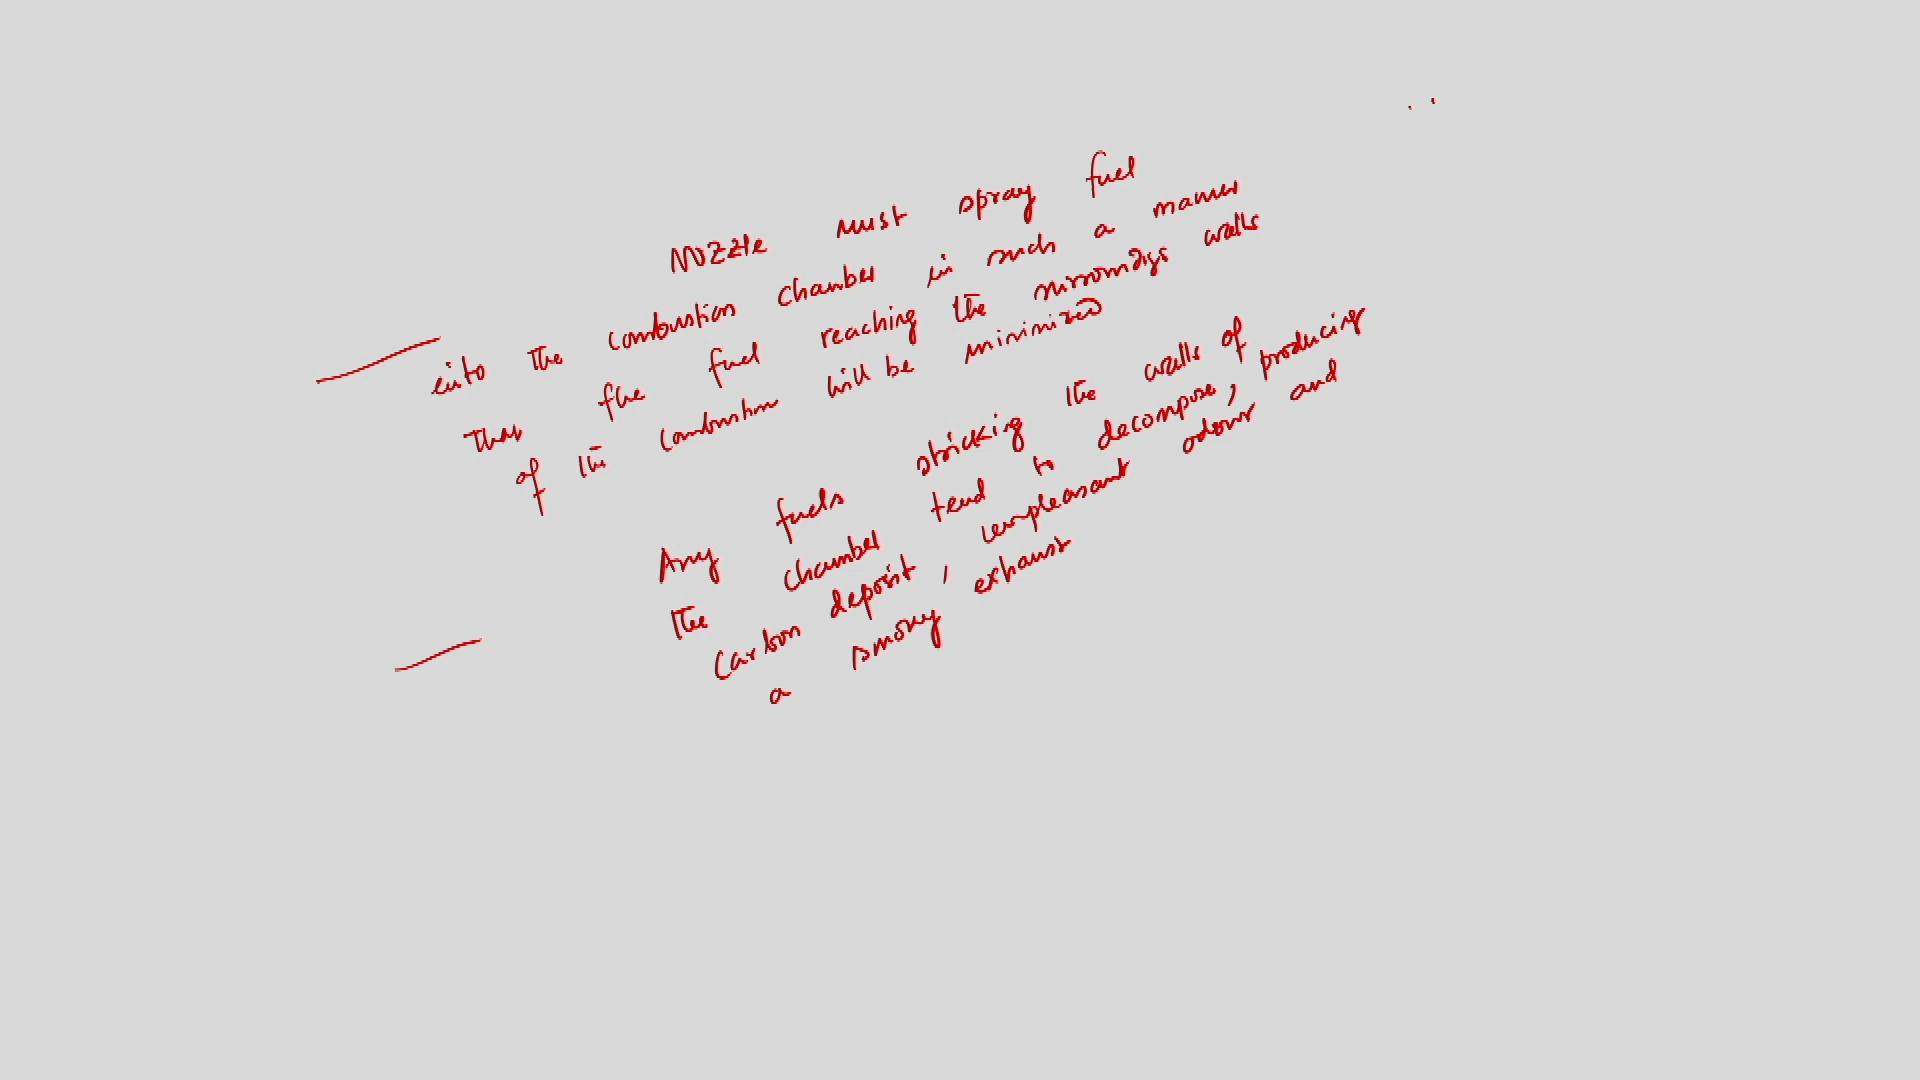 Nozzle must spray fuel
into the combustion chamber in such a manner
that the fuel reaching the surroundigs walls
of the combustion will be minimized
Any fuels stricking the walls of
the chamber tend to decompose, producing
Carbon deposit, unpleasant odour and
a smoky exhaust